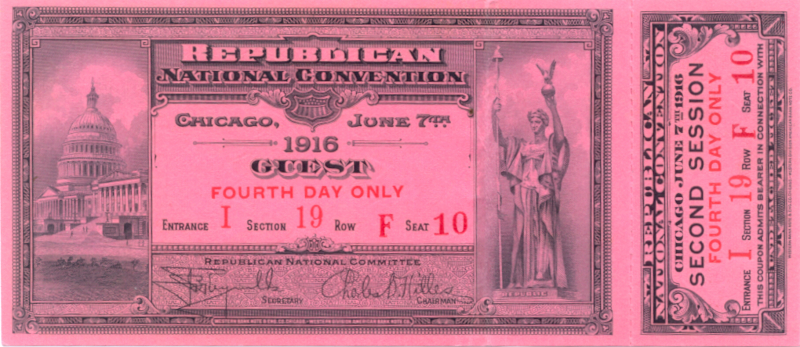 REPUBLICAN
NATIONAL CONVENTION
CHICAGO, JUNE 7TH.
1916
GUEST
FOURTH DAY ONLY
ENTRANCE I SECTION 19 ROW F SEAT 10
REPUBLICAN NATIONAL COMMITTEE
SECRETARY
Chas. D. Hilles
CHAIRMAN
REPUBLICAN
NATIONAL CONVENTION
CHICAGO JUNE 7TH 1916
SECOND SESSION
FOURTH DAY ONLY
ENTRANCE I SECTION 19 ROW F SEAT 10
THIS COUPON ADMITS BEARER IN CONNECTION WITH